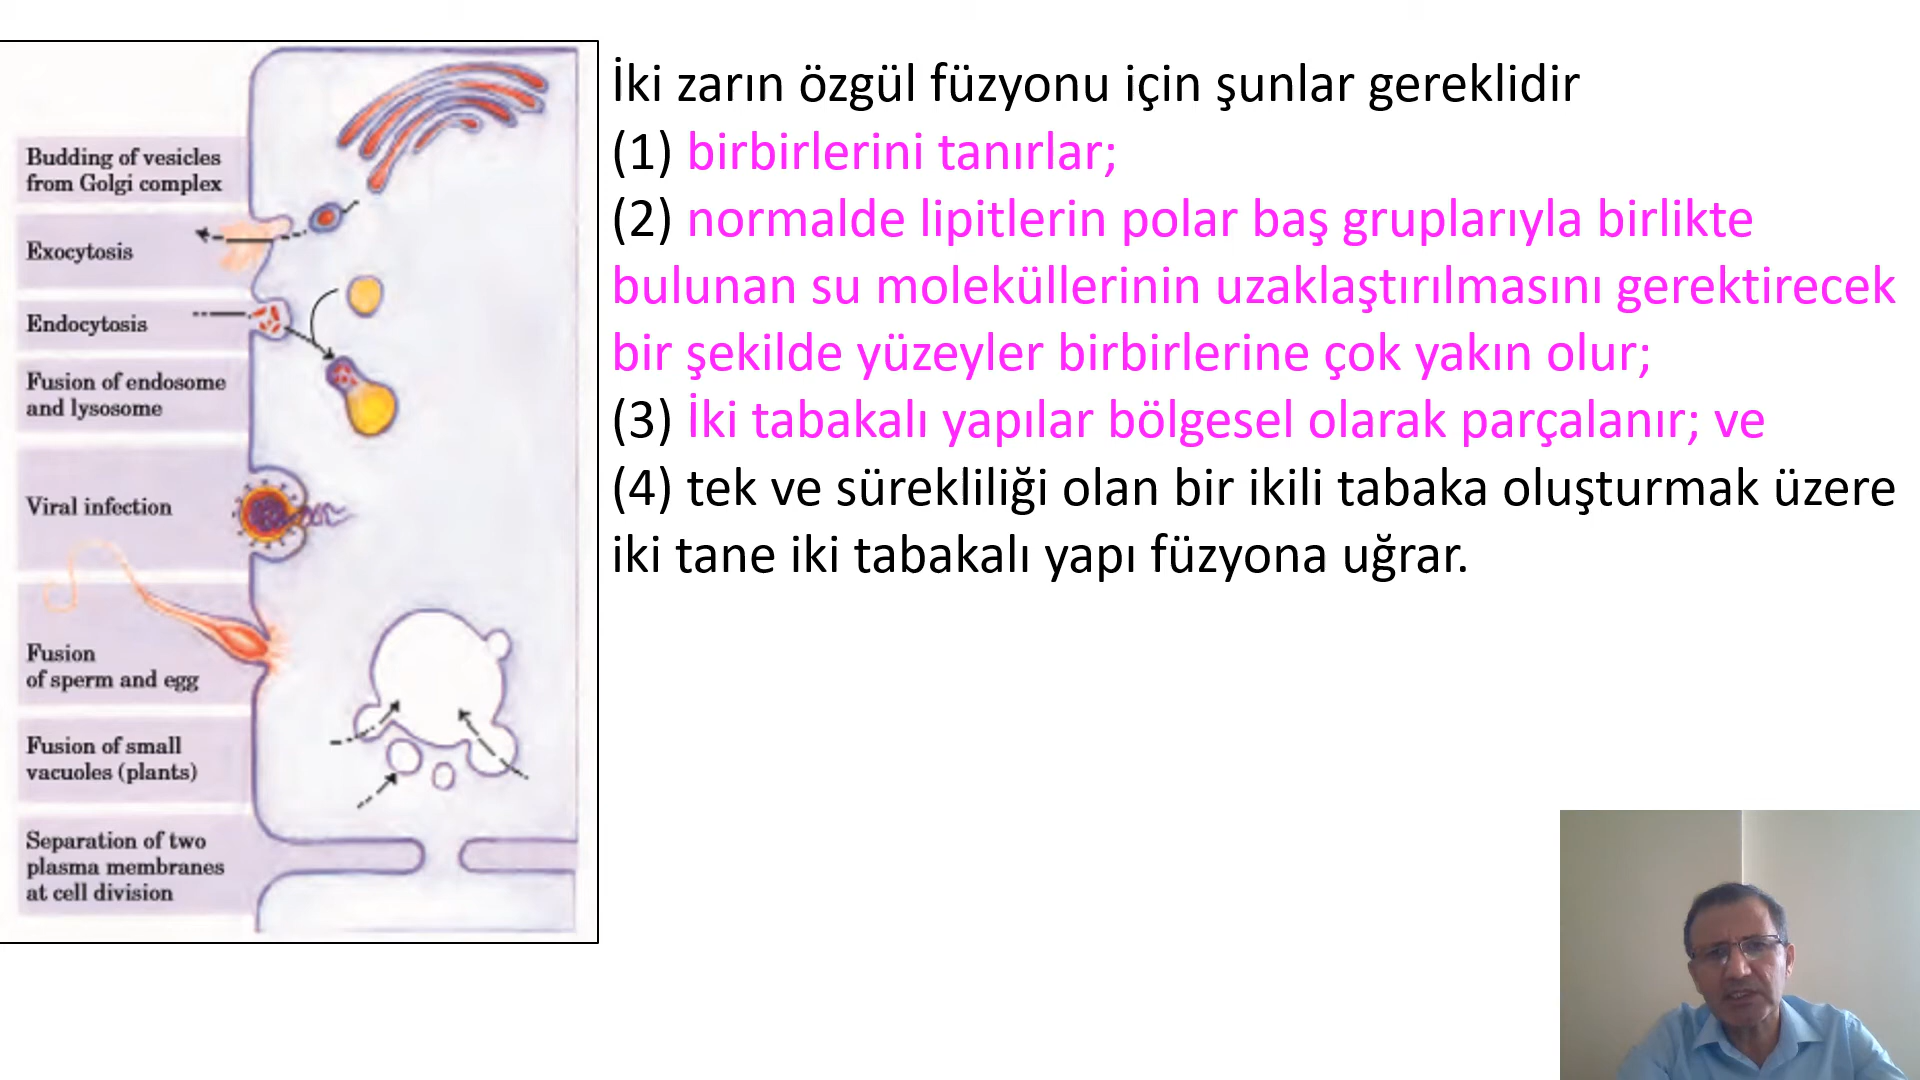 Budding of vesicles
from Golgi complex
Exocytosis
Endocytosis
Fusion of endosome
and lysosome
Viral infection
Fusion
of sperm and egg
Fusion of small
vacuoles (plants)
Separation of two
plasma membranes
at cell division
İki zarın özgül füzyonu için şunlar gereklidir
(1) birbirlerini tanırlar;
(2) normalde lipitlerin polar baş gruplarıyla birlikte
bulunan su moleküllerinin uzaklaştırılmasını gerektirecek
bir şekilde yüzeyler birbirlerine çok yakın olur;
(3) İki tabakalı yapılar bölgesel olarak parçalanır; ve
(4) tek ve sürekliliği olan bir ikili tabaka oluşturmak üzere
iki tane iki tabakalı yapı füzyona uğrar.